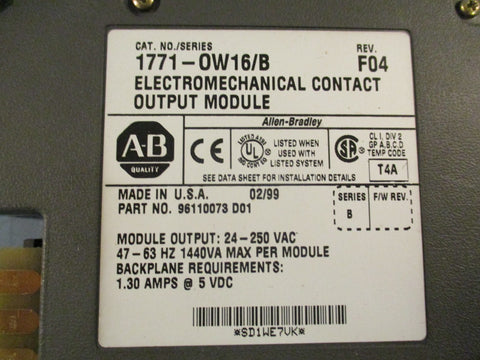 CAT. NO./SERIES
REV.
1771-OW16/B
F04
ELECTROMECHANICAL CONTACT
OUTPUT MODULE
Allen-Bradley
A-B
QUALITY
CE
UL
LISTED WHEN
USED WITH
LISTED SYSTEM
CL I, DIV 2
GP A,B,C,D
TEMP CODE
T4A
SEE DATA SHEET FOR INSTALLATION DETAILS
MADE IN U.S.A. 02/99
PART NO. 96110073 D01
SERIES
B
F/W REV.
MODULE OUTPUT: 24-250 VAC
47-63 HZ 1440VA MAX PER MODULE
BACKPLANE REQUIREMENTS:
1.30 AMPS @ 5 VDC
*SD1WE7VK*